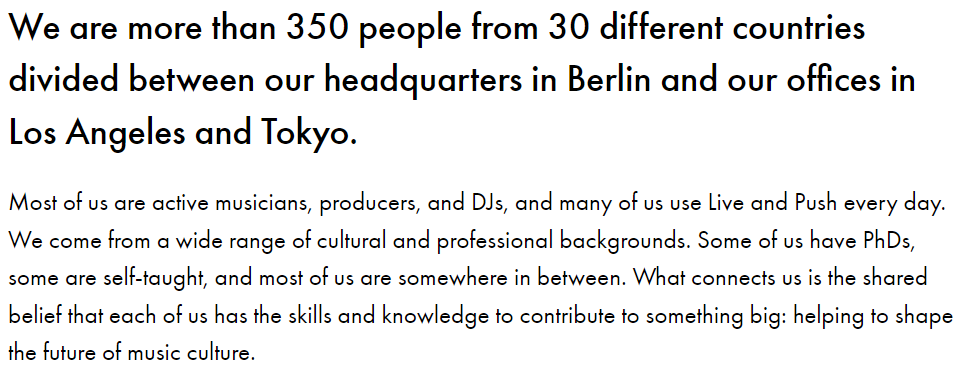 We are more than 350 people from 30 different countries
divided between our headquarters in Berlin and our offices in
Los Angeles and Tokyo.
Most of us are active musicians, producers, and DJs, and many of us use Live and Push every day.
We come from a wide range of cultural and professional backgrounds. Some of us have PhDs,
some are self-taught, and most of us are somewhere in between. What connects us is the shared
belief that each of us has the skills and knowledge to contribute to something big: helping to shape
the future of music culture.